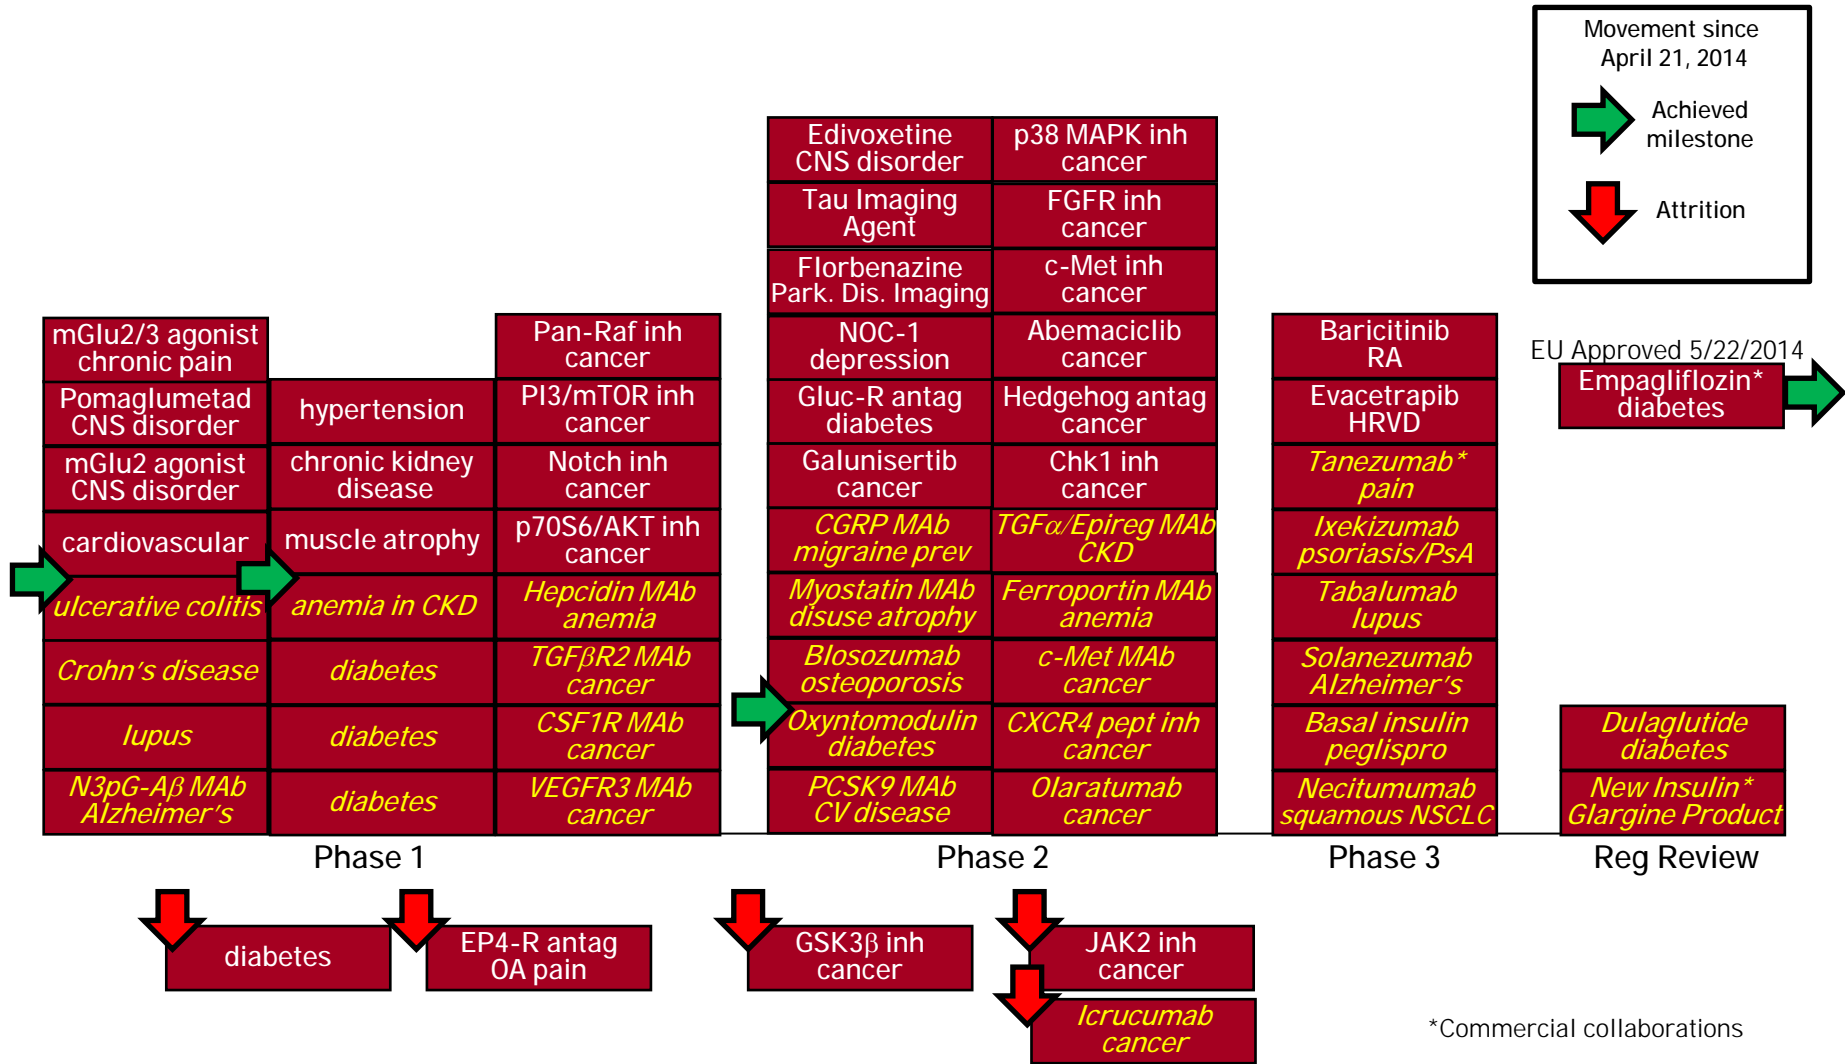 Movement since
April 21, 2014
Achieved
milestone
Attrition
mGlu2/3 agonist
chronic pain
Pomaglumetad
CNS disorder
mGlu2 agonist
CNS disorder
cardiovascular
ulcerative colitis
Crohn's disease
lupus
N3pG-Aβ MAb
Alzheimer's
hypertension
chronic kidney
disease
muscle atrophy
anemia in CKD
diabetes
diabetes
diabetes
Pan-Raf inh
cancer
PI3/mTOR inh
cancer
Notch inh
cancer
p70S6/AKT inh
cancer
Hepcidin MAb
anemia
TGFβR2 MAb
cancer
CSF1R MAb
cancer
VEGFR3 MAb
cancer
Phase 1
Edivoxetine
CNS disorder
Tau Imaging
Agent
Florbenazine
Park. Dis. Imaging
NOC-1
depression
Gluc-R antag
diabetes
Galunisertib
cancer
CGRP MAb
migraine prev
Myostatin MAb
disuse atrophy
Blosozumab
osteoporosis
Oxyntomodulin
diabetes
PCSK9 MAb
CV disease
p38 MAPK inh
cancer
FGFR inh
cancer
c-Met inh
cancer
Abemaciclib
cancer
Hedgehog antag
cancer
Chk1 inh
cancer
TGFα/Epireg MAb
CKD
Ferroportin MAb
anemia
c-Met MAb
cancer
CXCR4 pept inh
cancer
Olaratumab
cancer
Phase 2
Baricitinib
RA
Evacetrapib
HRVD
Tanezumab*
pain
Ixekizumab
psoriasis/PsA
Tabalumab
lupus
Solanezumab
Alzheimer's
Basal insulin
peglispro
Necitumumab
squamous NSCLC
Phase 3
EU Approved 5/22/2014
Empagliflozin*
diabetes
Dulaglutide
diabetes
New Insulin*
Glargine Product
Reg Review
diabetes
EP4-R antag
OA pain
GSK3β inh
cancer
JAK2 inh
cancer
Icrucumab
cancer
*Commercial collaborations